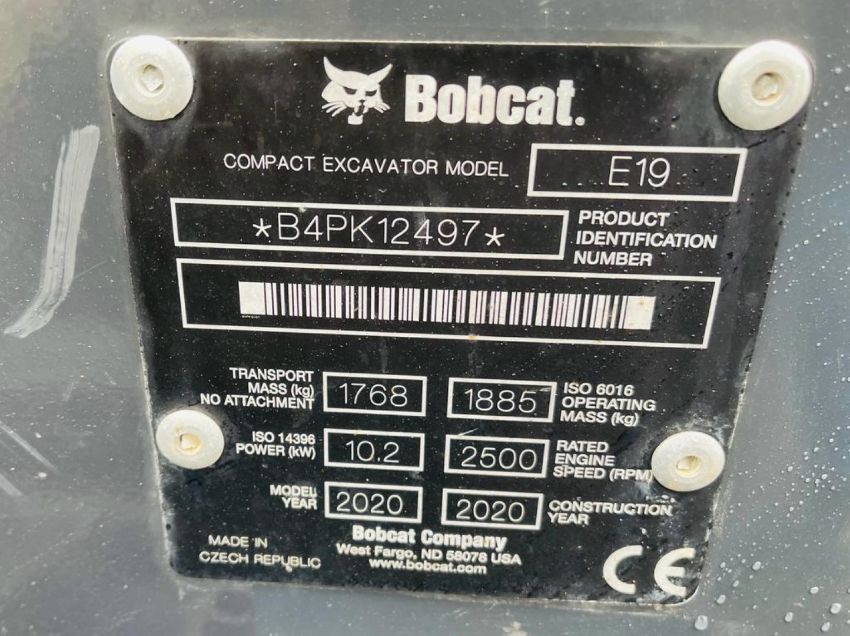 Bobcat.
COMPACT EXCAVATOR MODEL E19
*B4PK12497*
PRODUCT
IDENTIFICATION
NUMBER
TRANSPORT
MASS (kg)
NO ATTACHMENT
1768
1885
ISO 6016
OPERATING
MASS (kg)
ISO 14396
POWER (kW)
10.2
2500
RATED
ENGINE
SPEED (RPM)
MODEL
YEAR
2020
2020
CONSTRUCTION
YEAR
MADE IN
CZECH REPUBLIC
Bobcat Company
West Fargo, ND 58078 USA
www.bobcat.com
CE